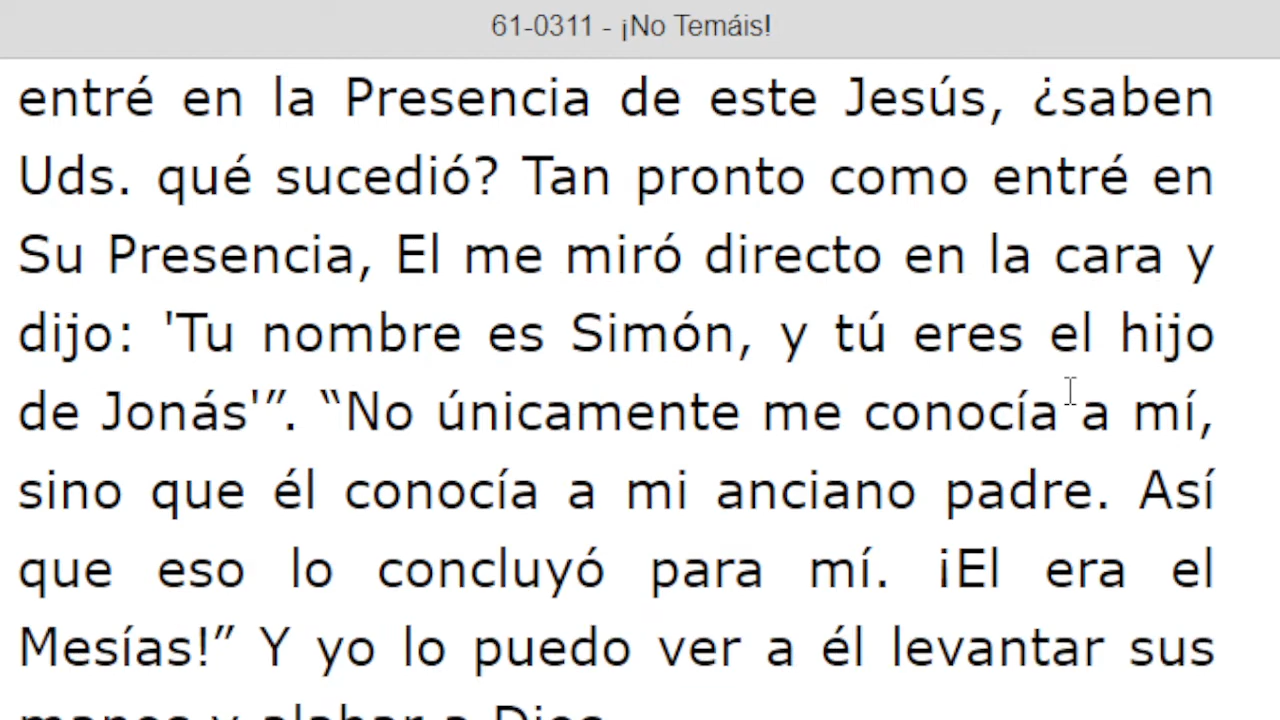 61-0311 - ¡No Temáis!
entré en la Presencia de este Jesús, ¿saben
Uds. qué sucedió? Tan pronto como entré en
Su Presencia, El me miró directo en la cara y
dijo: 'Tu nombre es Simón, y tú eres el hijo
de Jonás'”. “No únicamente me conocía a mí,
sino que él conocía a mi anciano padre. Así
que eso lo concluyó para mí. ¡El era el
Mesías!” Y yo lo puedo ver a él levantar sus
manos y alabar a Dios.